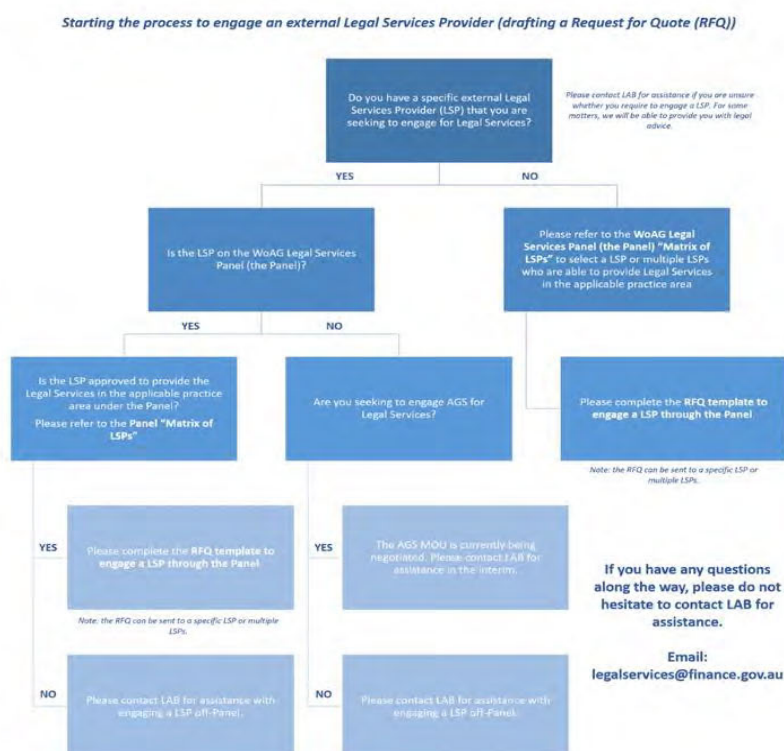 Starting the process to engage an external Legal Services Provider (drafting a Request for Quote (RFQ))
Do you have a specific external Legal
Services Provider (LSP) that you are
seeking to engage for Legal Services?
Please contact LAB for assistance if you are unsure
whether you require to engage a LSP. For some
matters, we will be able to provide you with legal
advice.
YES
NO
Is the LSP on the WoAG Legal Services
Panel (the Panel)?
Please refer to the WoAG Legal
Services Panel (the Panel) "Matrix of
LSPs" to select a LSP or multiple LSPs
who are able to provide Legal Services
in the applicable practice area
YES
NO
Is the LSP approved to provide the
Legal Services in the applicable practice
area under the Panel?
Please refer to the Panel "Matrix of
LSPs"
Are you seeking to engage AGS for
Legal Services?
Please complete the RFQ template to
engage a LSP through the Panel
Note: the RFQ can be sent to a specific LSP or
multiple LSPs.
YES
Please complete the RFQ template to
engage a LSP through the Panel
Note: the RFQ can be sent to a specific LSP or multiple
LSPs.
YES
The AGS MOU is currently being
negotiated. Please contact LAB for
assistance in the interim.
NO
Please contact LAB for assistance with
engaging a LSP off-Panel.
NO
Please contact LAB for assistance with
engaging a LSP off-Panel.
If you have any questions
along the way, please do not
hesitate to contact LAB for
assistance.
Email:
legalservices@finance.gov.au